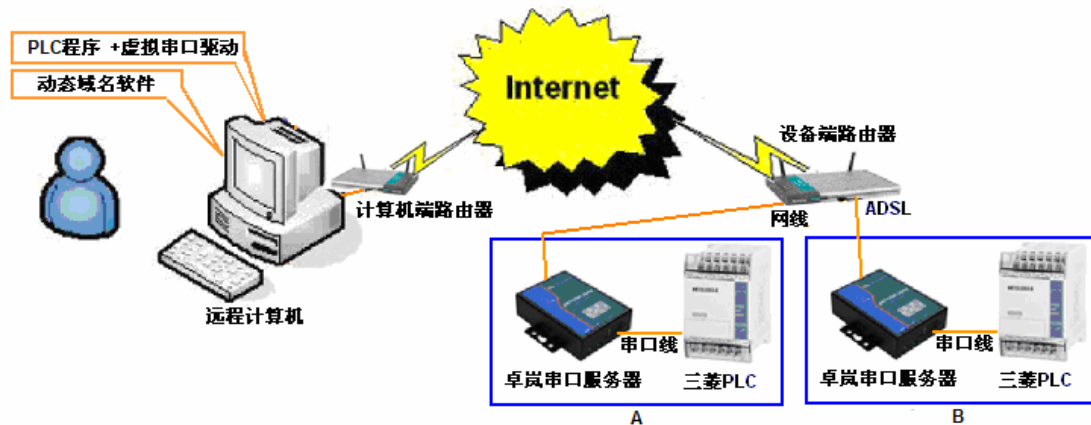 PLC程序 +虚拟串口驱动
动态域名软件
Internet
设备端路由器
计算机端路由器
网线
ADSL
远程计算机
串口线
卓岚串口服务器
三菱PLC
A
串口线
卓岚串口服务器
三菱PLC
B